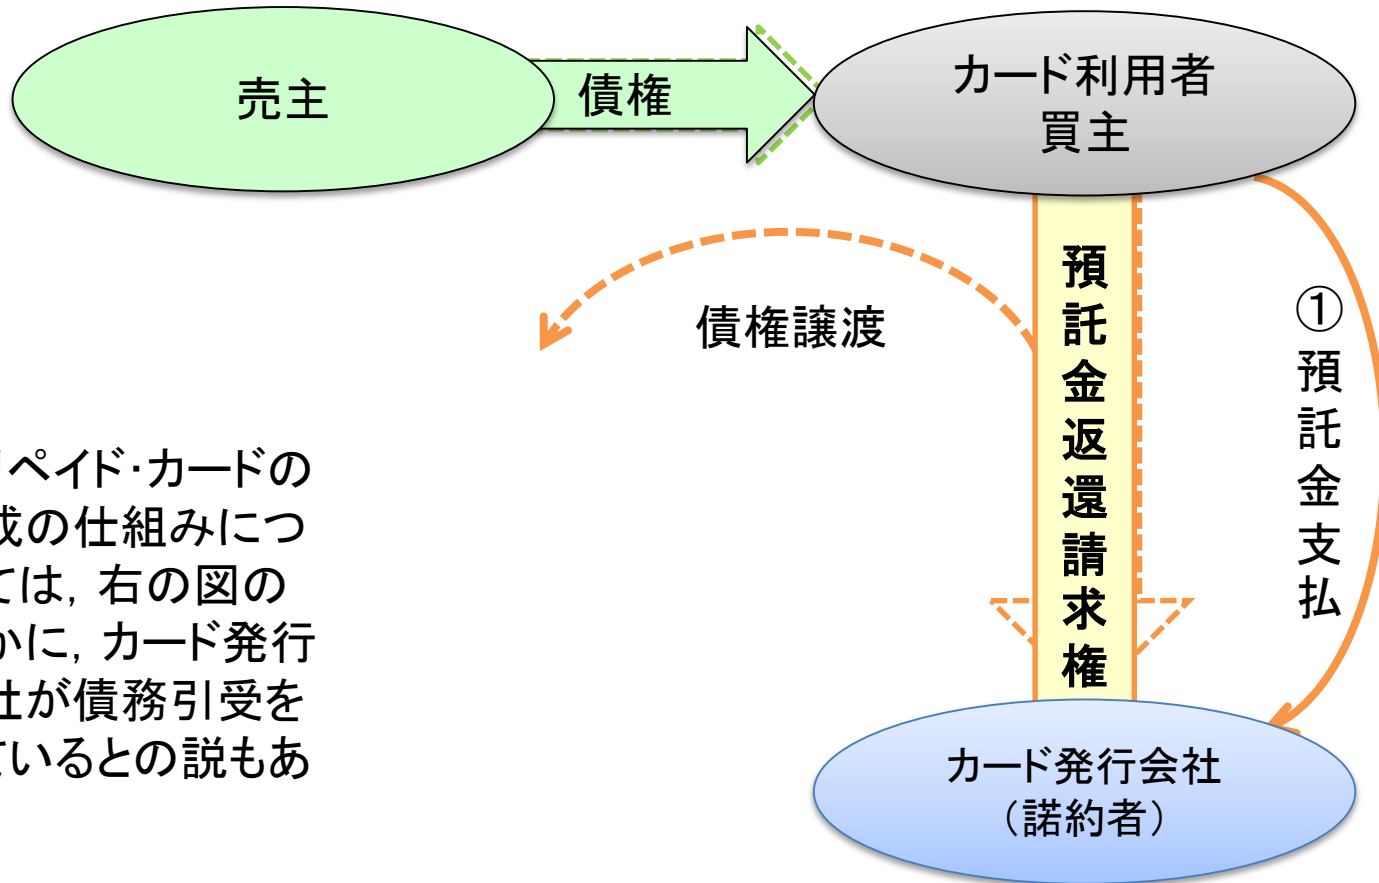 売主
債権
カード利用者
買主
債権譲渡
預託金返還請求権
①預託金支払
ペイド・カードの
成の仕組みにつ
ては，右の図の
かに，カード発行
社が債務引受を
ているとの説もあ
カード発行会社
（諾約者）